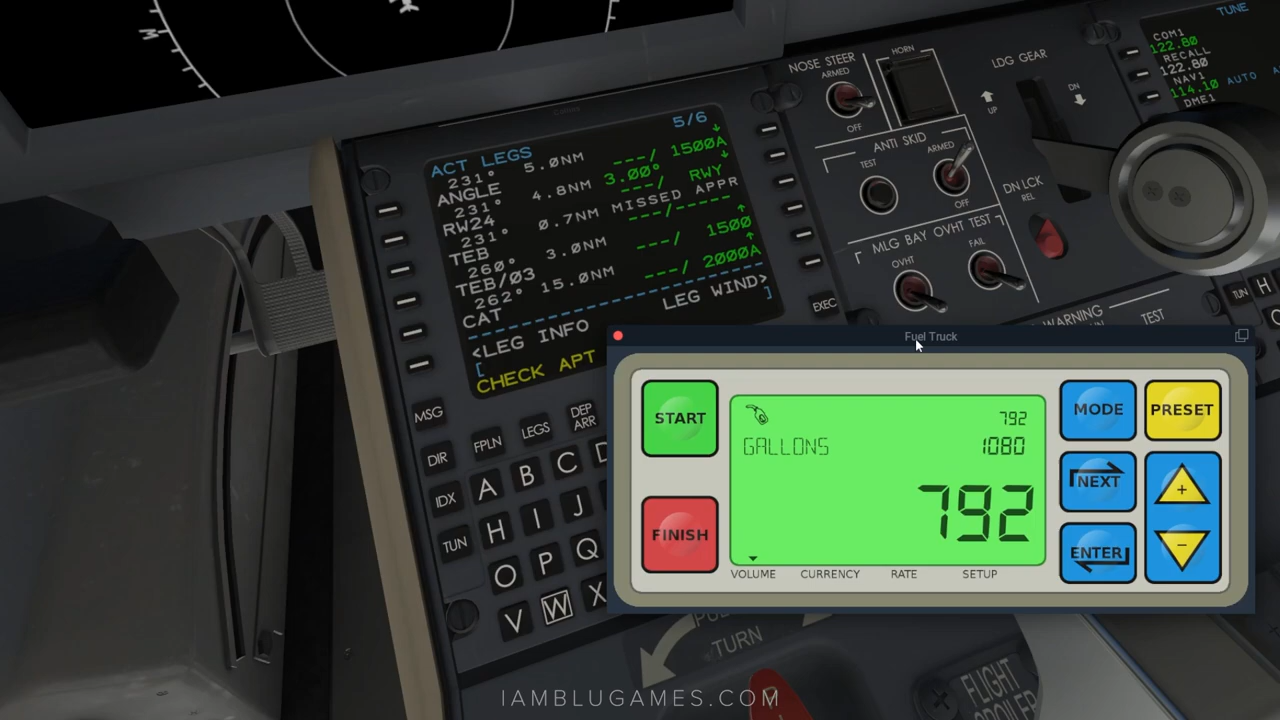 TUNE
COM1
122.80
RECALL
122.80
NAV1
114.10 AUTO
DME1
NOSE STEER
ARMED
OFF
HORN
LDG GEAR
UP
DN
ANTI SKID
TEST
ARMED
OFF
DN LCK
REL
MLG BAY OVHT TEST
OVHT
FAIL
WARNING
TEST
TUN
H
ACT LEGS 5/6
231° 5.0NM
ANGLE ---/ 1500A
231° 4.8NM 3.00°
RW24 ---/ RWY
231° 0.7NM MISSED APPR
TEB ---/-----
260° 3.0NM
TEB/03 ---/ 1500
262° 15.0NM
CAT ---/ 2000A
<LEG INFO LEG WIND>
[ ]
CHECK APT
EXEC
MSG
DIR
IDX
TUN
FPLN
LEGS
DEP
ARR
A B C D
H I J
O P Q
V W X
Fuel Truck
START
FINISH
792
GALLONS 1080
792
VOLUME CURRENCY RATE SETUP
MODE
PRESET
NEXT
ENTER
+
−
TURN
FLIGHT
SPOILER
IAMBLUGAMES.COM